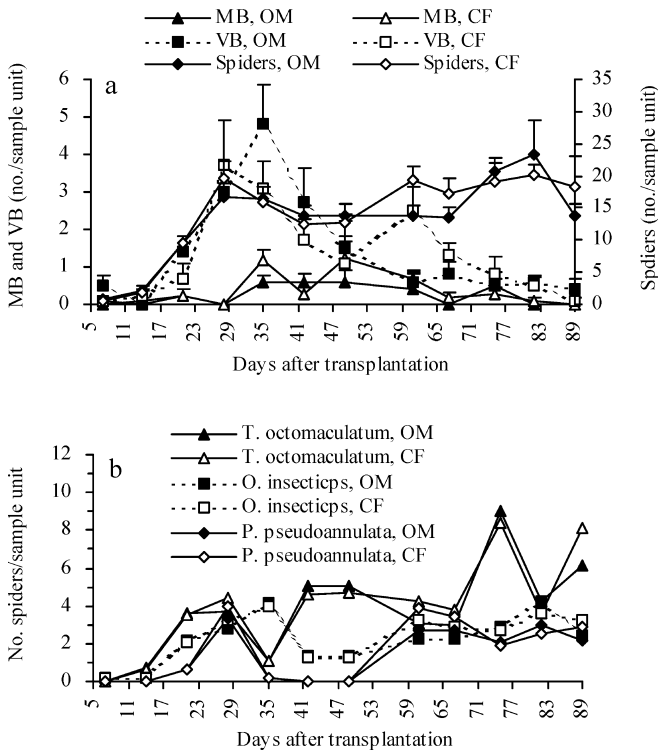 MB, OM MB, CF
VB, OM VB, CF
Spiders, OM Spiders, CF
a
MB and VB (no./sample unit)
6
5
4
3
2
1
0
Spdiers (no./sample unit)
35
30
25
20
15
10
5
0
5 11 17 23 29 35 41 47 53 59 65 71 77 83 89
Days after transplantation
T. octomaculatum, OM
T. octomaculatum, CF
O. insecticps, OM
O. insecticps, CF
P. pseudoannulata, OM
P. pseudoannulata, CF
b
No. spiders/sample unit
12
10
8
6
4
2
0
5 11 17 23 29 35 41 47 53 59 65 71 77 83 89
Days after transplantation